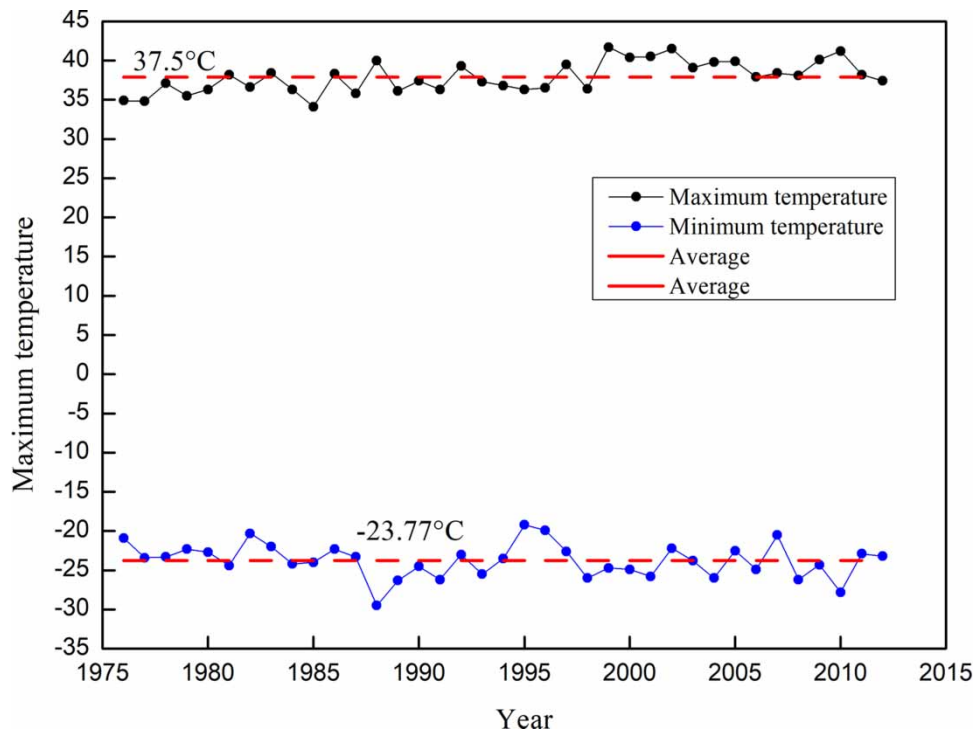 45
40
35
30
25
20
15
10
5
0
-5
-10
-15
-20
-25
-30
-35
Maximum temperature
37.5°C
Maximum temperature
Minimum temperature
Average
Average
-23.77°C
1975 1980 1985 1990 1995 2000 2005 2010 2015
Year